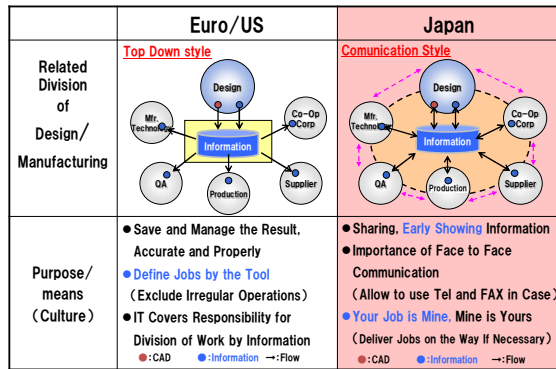 Euro/US
Japan
Related
Division
of
Design/
Manufacturing
Top Down style
Design
Mfr.
Technology
Co-Op
Corp
Information
QA
Production
Supplier
Comunication Style
Design
Mfr.
Technology
Co-Op
Corp
Information
QA
Production
Supplier
Purpose/
means
(Culture)
●Save and Manage the Result,
Accurate and Properly
●Define Jobs by the Tool
(Exclude Irregular Operations)
●IT Covers Responsibility for
Division of Work by Information
●:CAD ●:Information →:Flow
●Sharing, Early Showing Information
●Importance of Face to Face
Communication
(Allow to use Tel and FAX in Case)
●Your Job is Mine, Mine is Yours
(Deliver Jobs on the Way If Necessary)
●:CAD ●:Information →:Flow